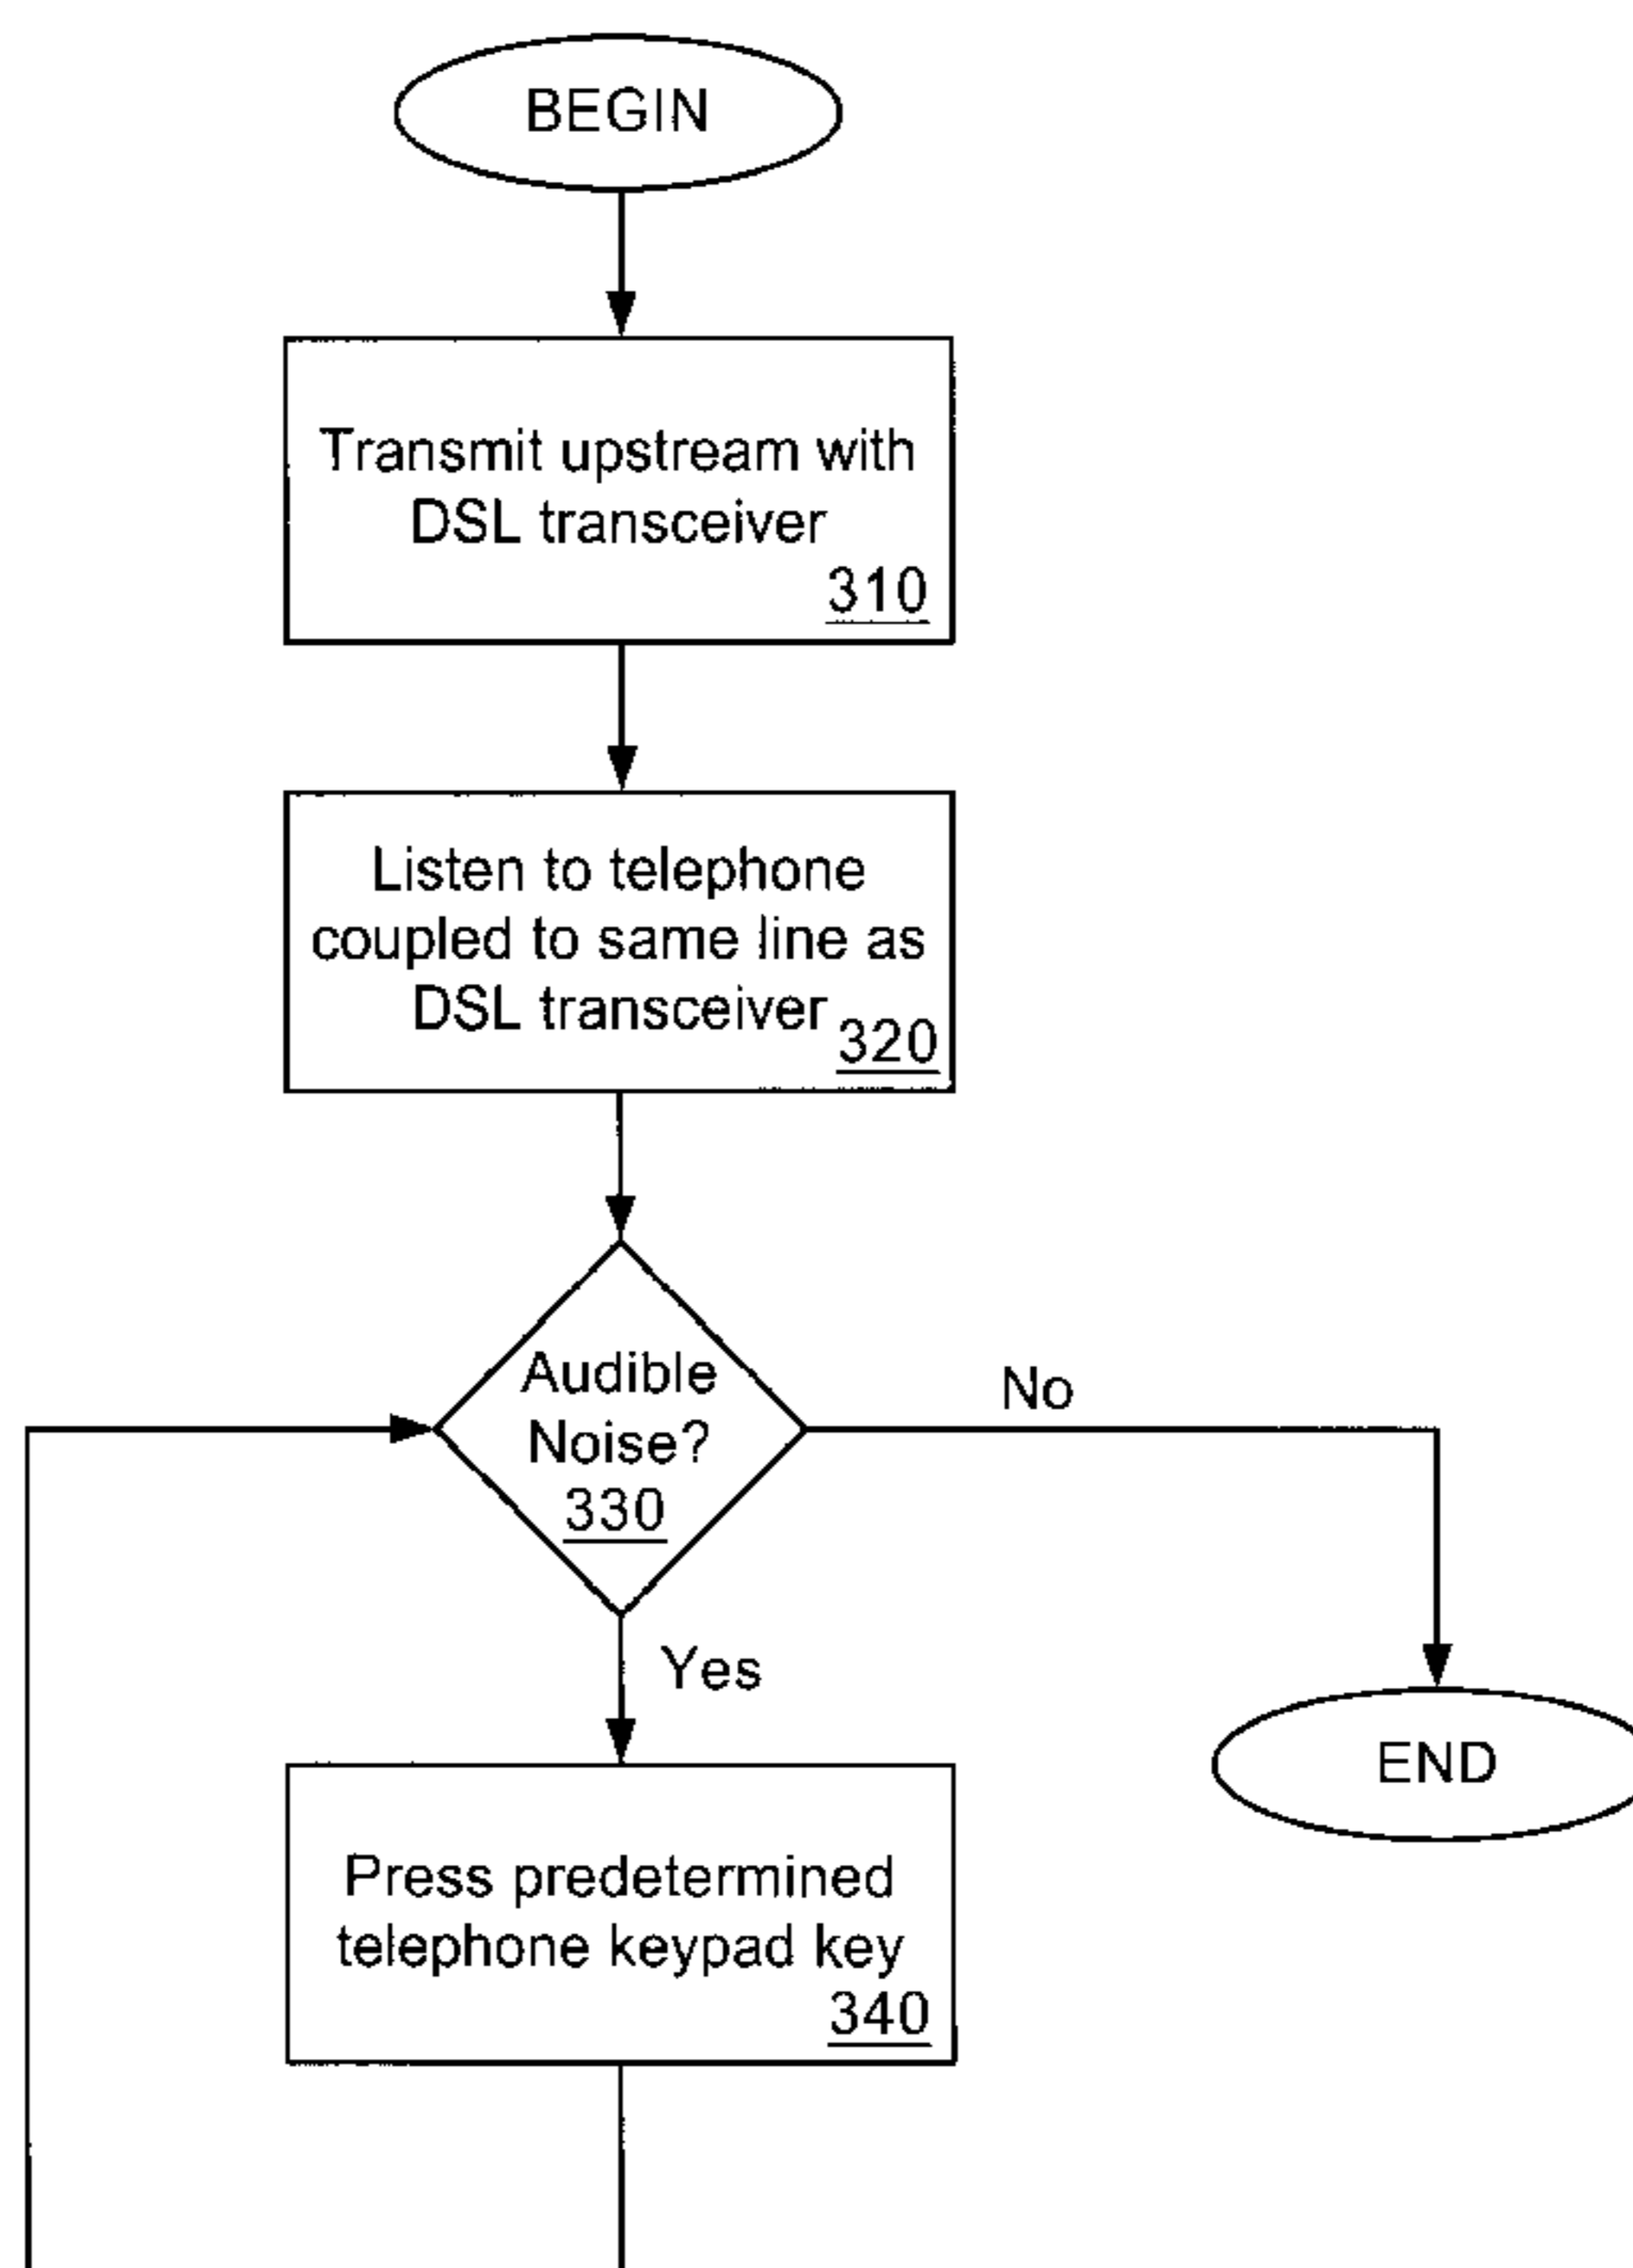 BEGIN
Transmit upstream with
DSL transceiver
310
Listen to telephone
coupled to same line as
DSL transceiver
320
Audible
Noise?
330
No
Yes
END
Press predetermined
telephone keypad key
340